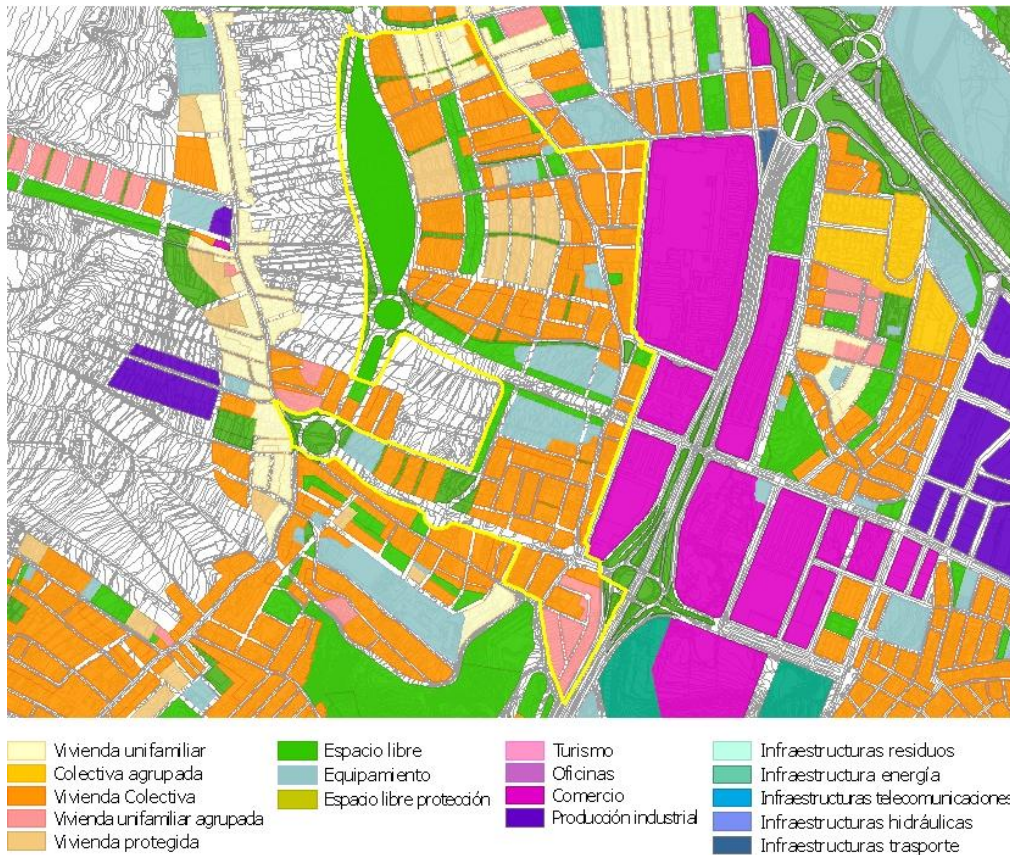 Vivienda unifamiliar
Colectiva agrupada
Vivienda Colectiva
Vivienda unifamiliar agrupada
Vivienda protegida
Espacio libre
Equipamiento
Espacio libre protección
Turismo
Oficinas
Comercio
Producción industrial
Infraestructuras residuos
Infraestructura energía
Infraestructuras telecomunicaciones
Infraestructuras hidráulicas
Infraestructuras trasporte